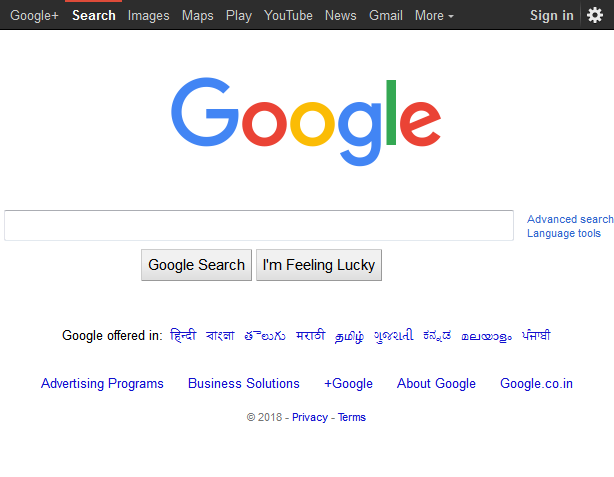 Google+ Search Images Maps Play YouTube News Gmail More Sign in
Google
Advanced search
Language tools
Google Search I'm Feeling Lucky
Google offered in: हिन्दी বাংলা తెలుగు मराठी தமிழ் ગુજરાતી ಕನ್ನಡ മലയാളം ਪੰਜਾਬੀ
Advertising Programs Business Solutions +Google About Google Google.co.in
© 2018 - Privacy - Terms